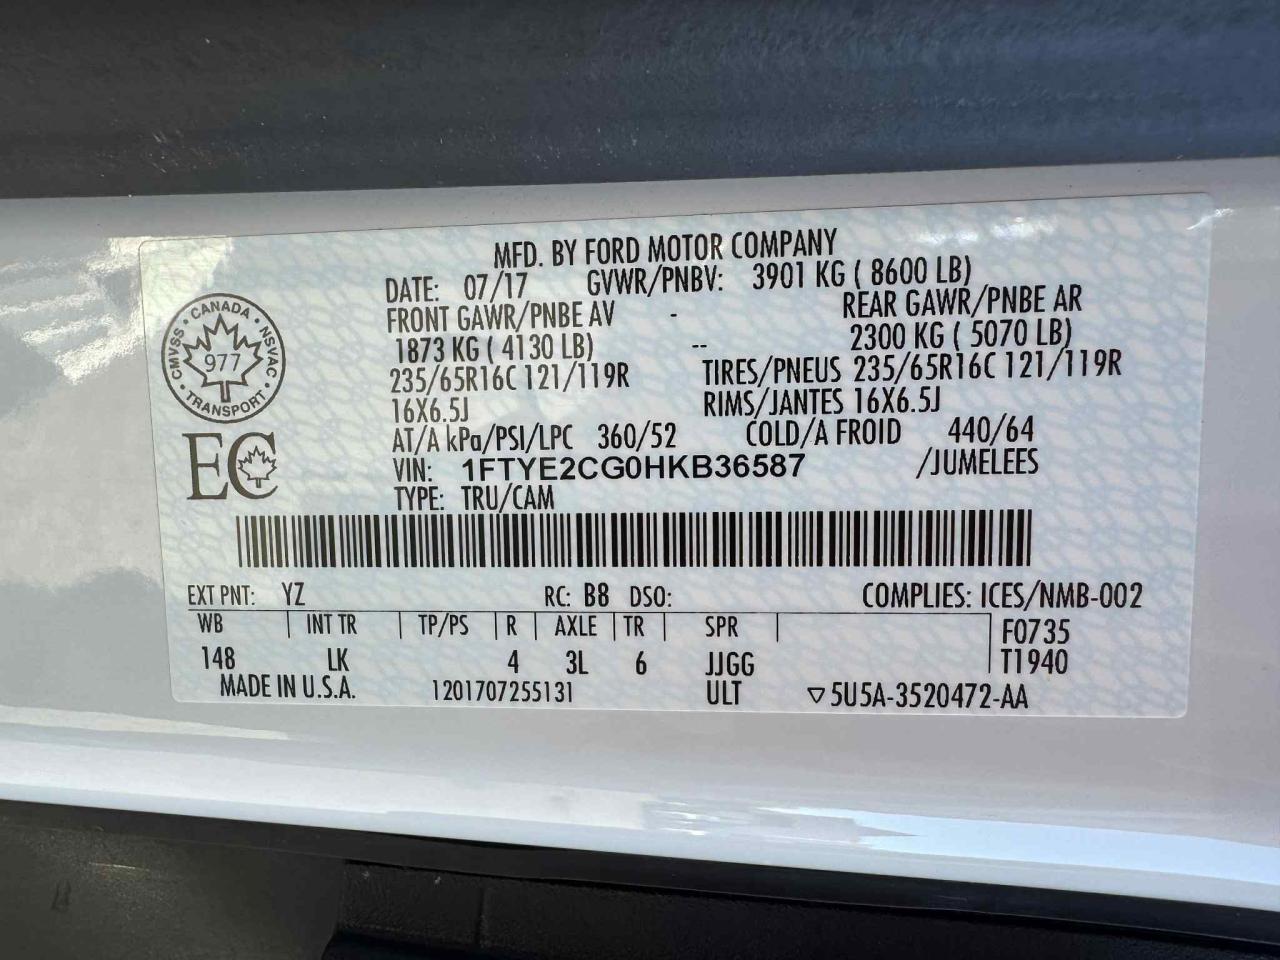 MFD. BY FORD MOTOR COMPANY
DATE: 07/17 GVWR/PNBV: 3901 KG ( 8600 LB)
FRONT GAWR/PNBE AV - REAR GAWR/PNBE AR
1873 KG ( 4130 LB) -- 2300 KG ( 5070 LB)
235/65R16C 121/119R TIRES/PNEUS 235/65R16C 121/119R
16X6.5J RIMS/JANTES 16X6.5J
AT/A kPa/PSI/LPC 360/52 COLD/A FROID 440/64
VIN: 1FTYE2CG0HKB36587 /JUMELEES
TYPE: TRU/CAM
CANADA NSVAC TRANSPORT CMVSS
977
EC
EXT PNT: YZ RC: B8 DSO: COMPLIES: ICES/NMB-002
WB INT TR TP/PS R AXLE TR SPR F0735
148 LK 4 3L 6 JJGG T1940
MADE IN U.S.A. 1201707255131 ULT ▽5U5A-3520472-AA